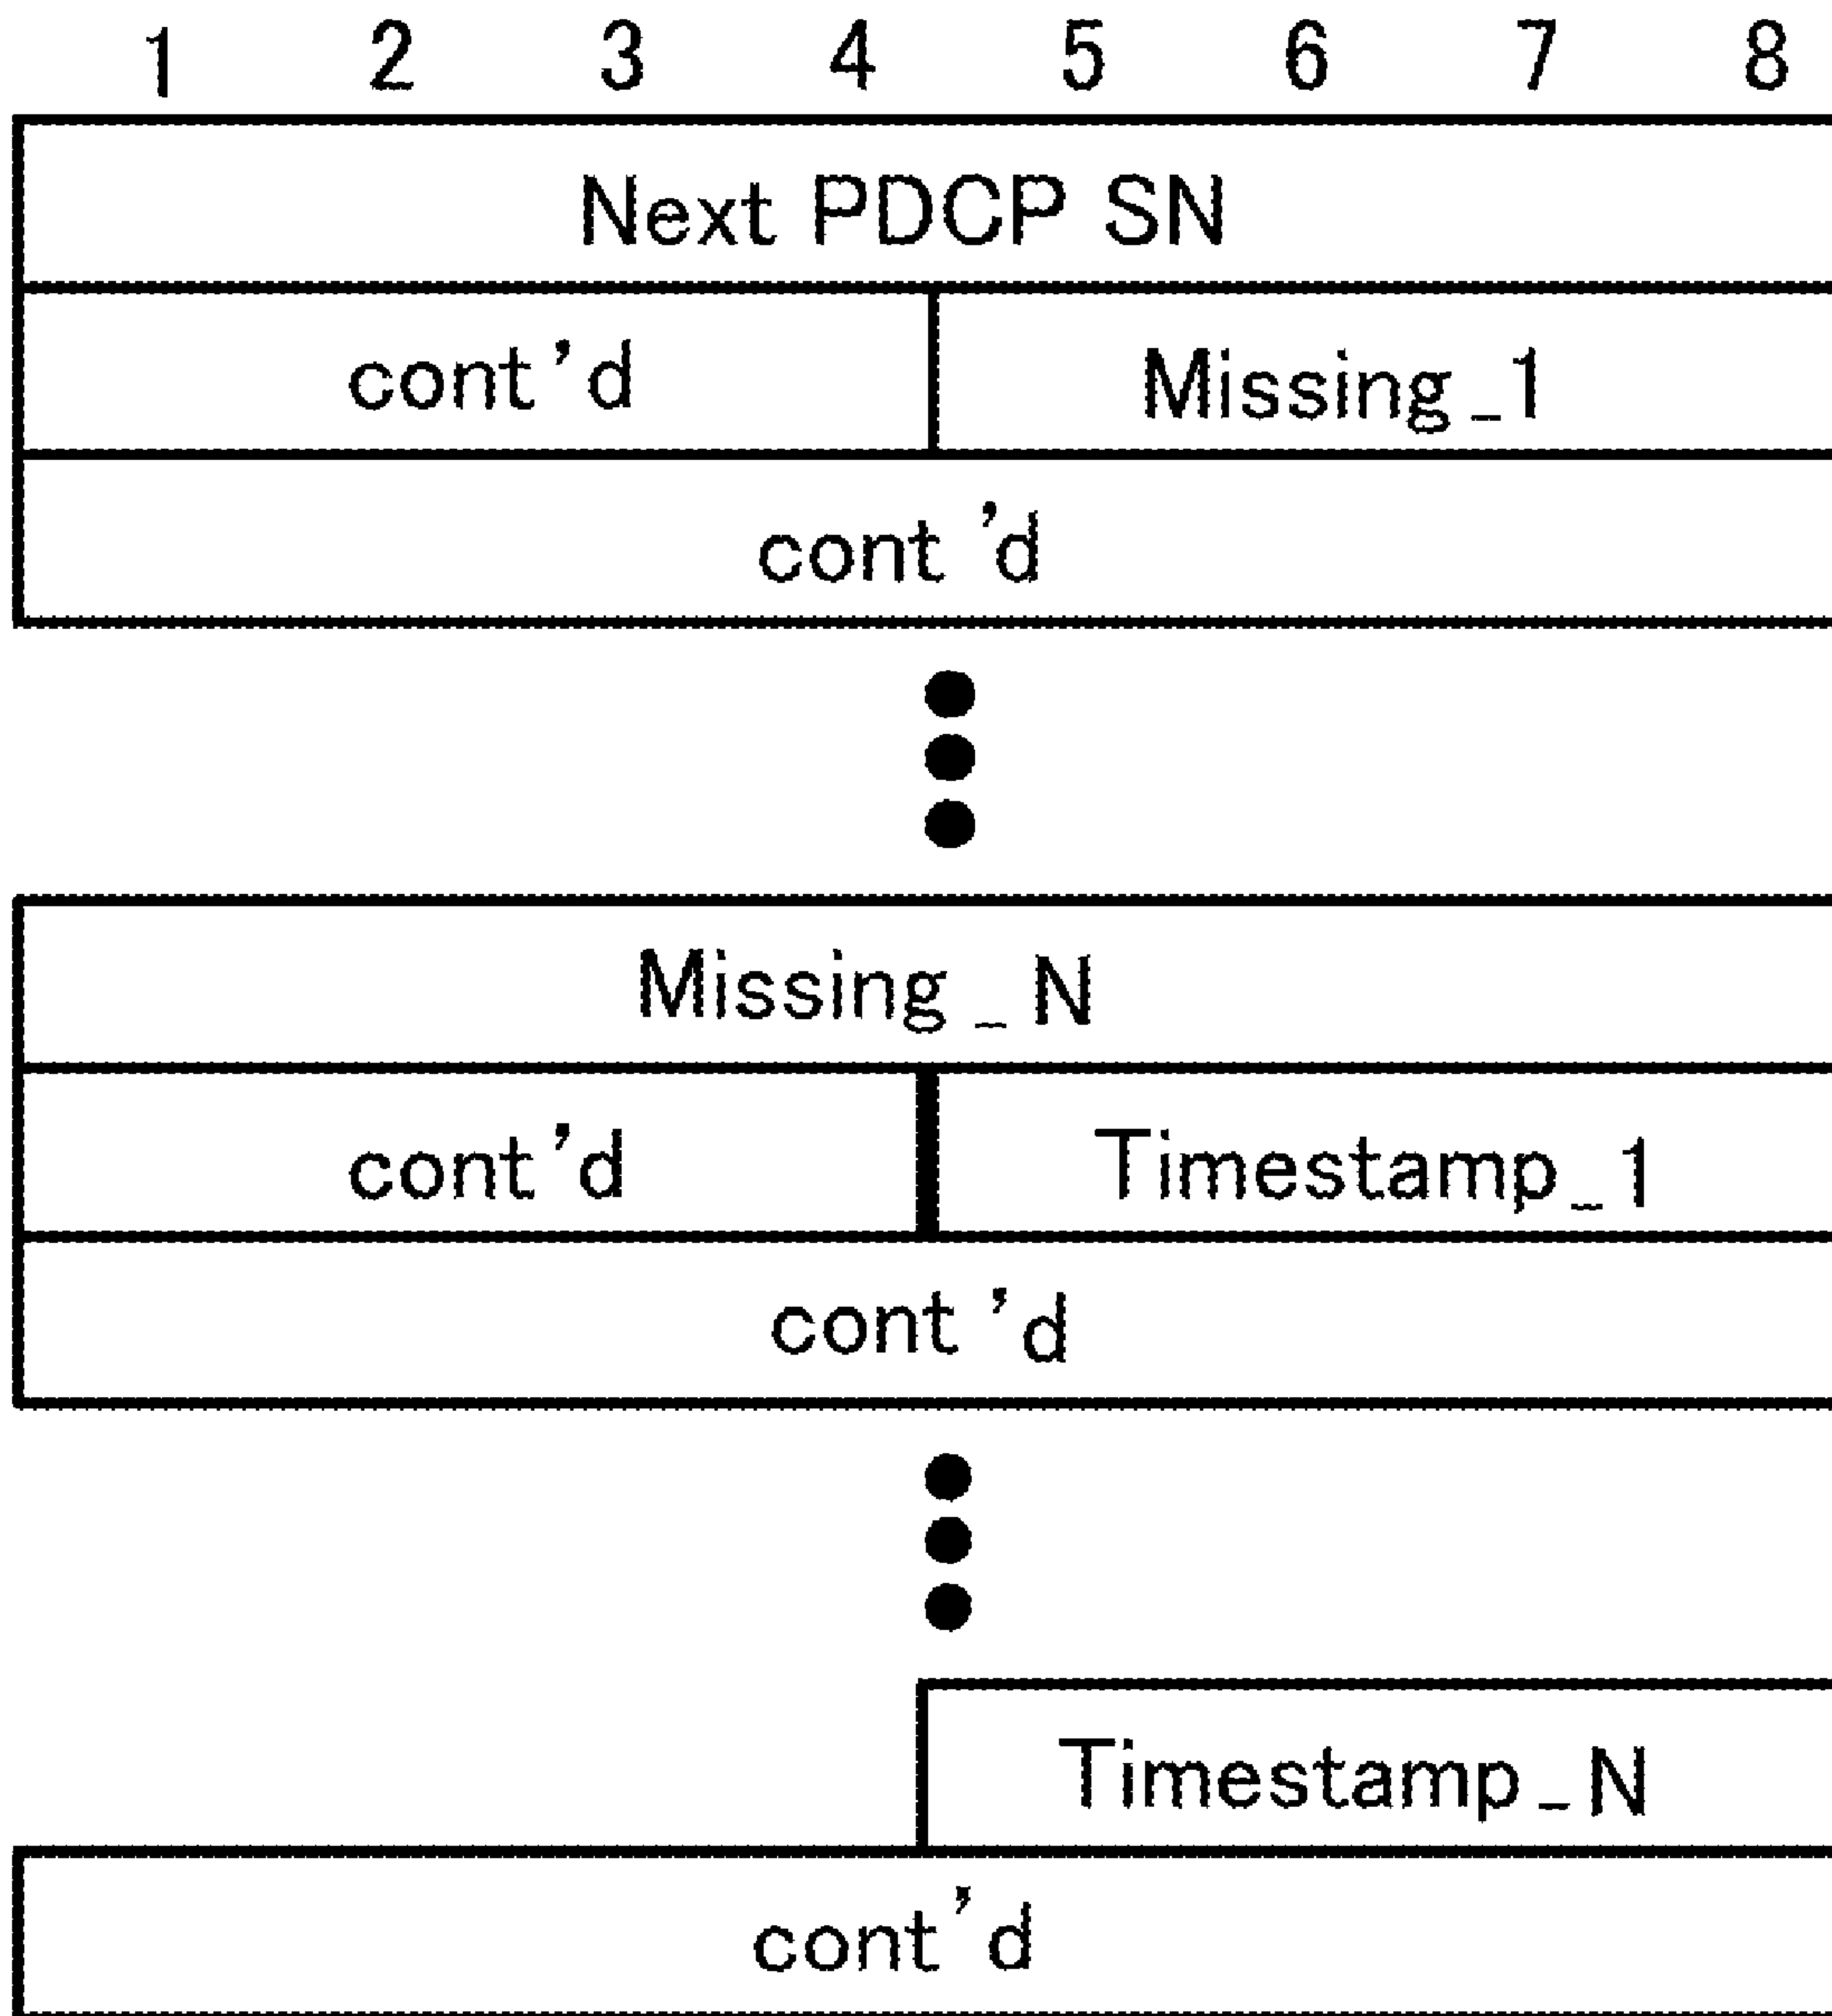 1 2 3 4 5 6 7 8
Next PDCP SN
cont'd Missing_1
cont'd
Missing_N
cont'd Timestamp_1
cont'd
Timestamp_N
cont'd